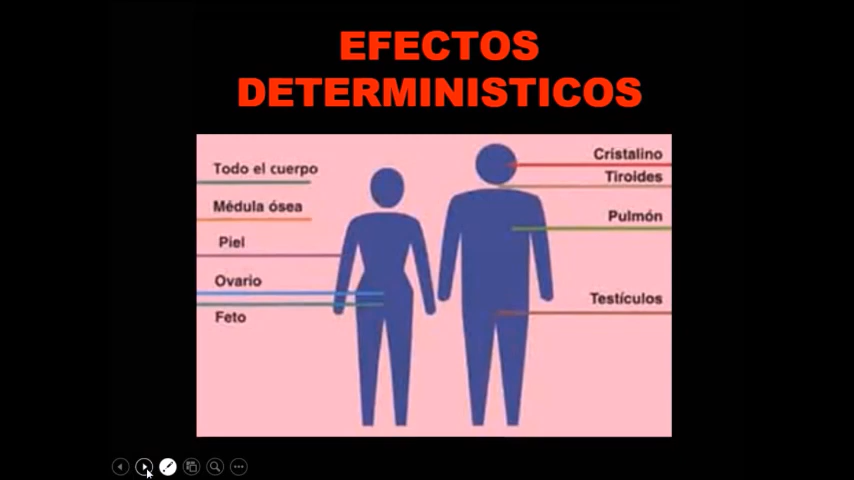 EFECTOS
DETERMINISTICOS
Todo el cuerpo
Médula ósea
Piel
Ovario
Feto
Cristalino
Tiroides
Pulmón
Testículos